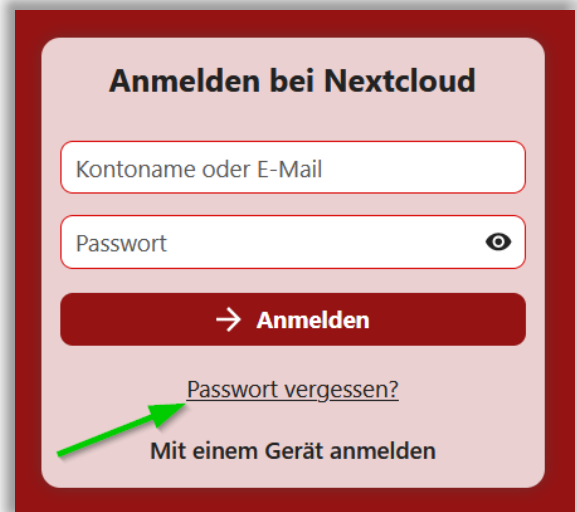 Anmelden bei Nextcloud
Kontoname oder E-Mail
Passwort
Anmelden
Passwort vergessen?
Mit einem Gerät anmelden